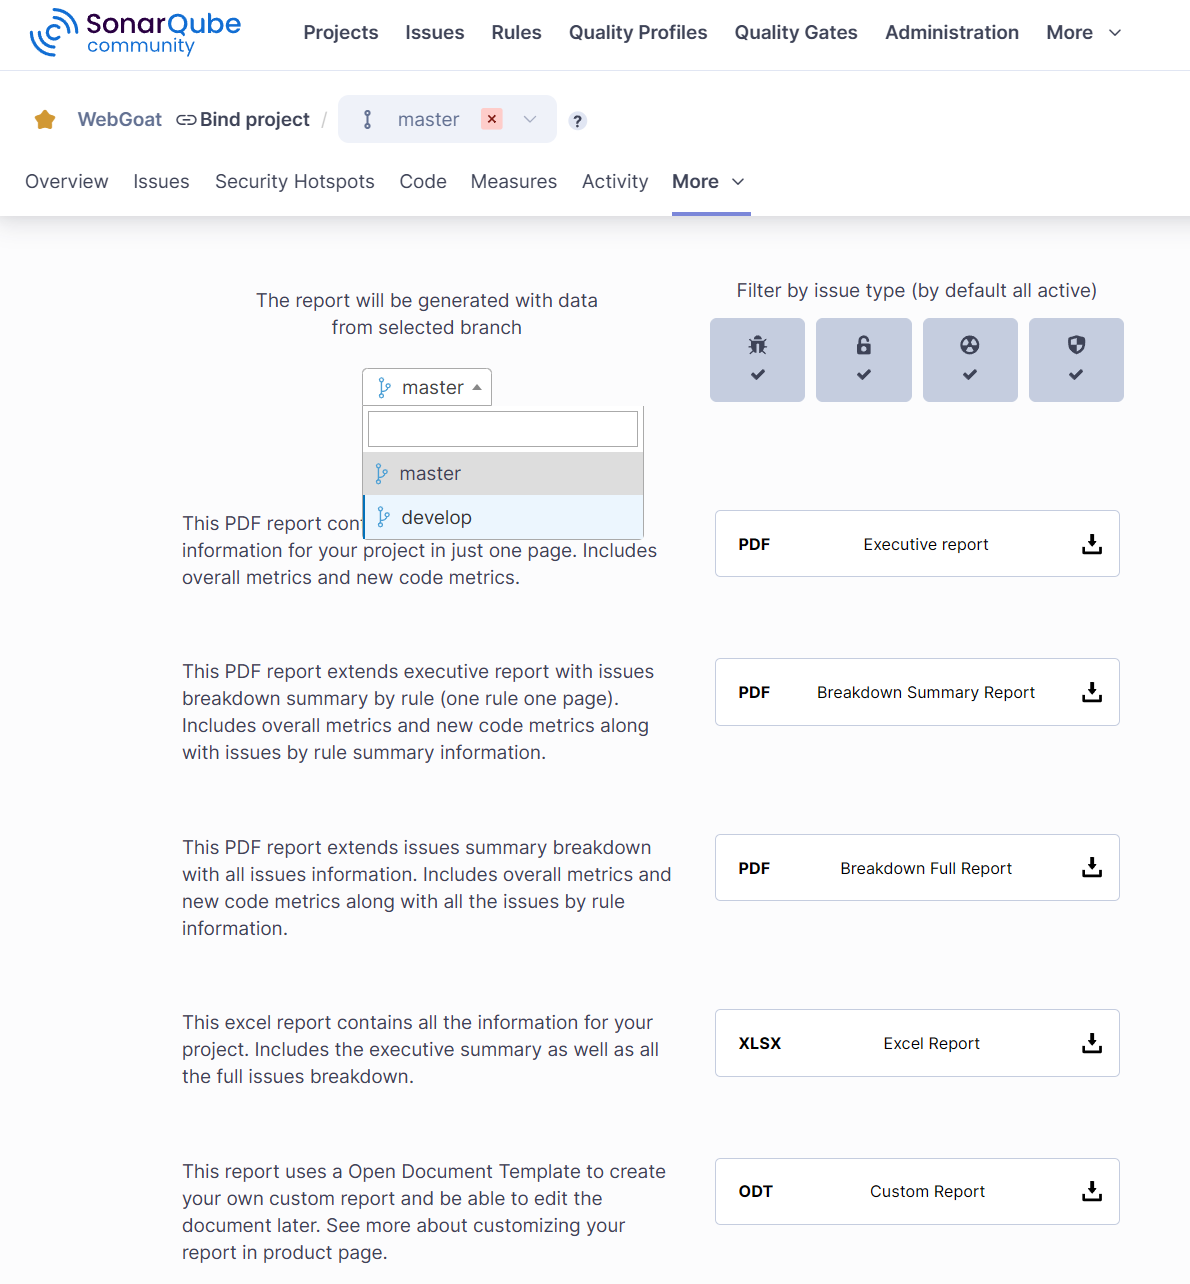 SonarQube
community
Projects Issues Rules Quality Profiles Quality Gates Administration More
WebGoat Bind project / master ?
Overview Issues Security Hotspots Code Measures Activity More
The report will be generated with data
from selected branch
Filter by issue type (by default all active)
master
master
develop
This PDF report con
information for your project in just one page. Includes
overall metrics and new code metrics.
PDF Executive report
This PDF report extends executive report with issues
breakdown summary by rule (one rule one page).
Includes overall metrics and new code metrics along
with issues by rule summary information.
PDF Breakdown Summary Report
This PDF report extends issues summary breakdown
with all issues information. Includes overall metrics and
new code metrics along with all the issues by rule
information.
PDF Breakdown Full Report
This excel report contains all the information for your
project. Includes the executive summary as well as all
the full issues breakdown.
XLSX Excel Report
This report uses a Open Document Template to create
your own custom report and be able to edit the
document later. See more about customizing your
report in product page.
ODT Custom Report